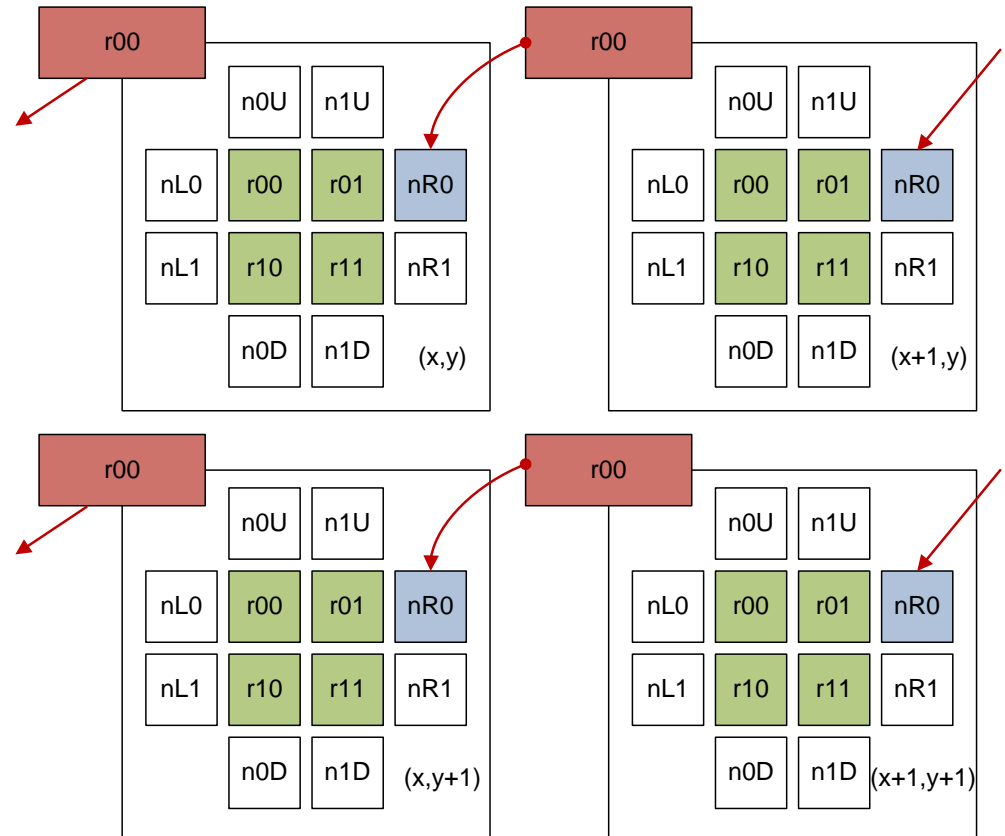 r00 r00
n0U n1U n0U n1U
nL0 r00 r01 nR0 nL0 r00 r01 nR0
nL1 r10 r11 nR1 nL1 r10 r11 nR1
n0D n1D (x,y) n0D n1D (x+1,y)
r00 r00
n0U n1U n0U n1U
nL0 r00 r01 nR0 nL0 r00 r01 nR0
nL1 r10 r11 nR1 nL1 r10 r11 nR1
n0D n1D (x,y+1) n0D n1D (x+1,y+1)